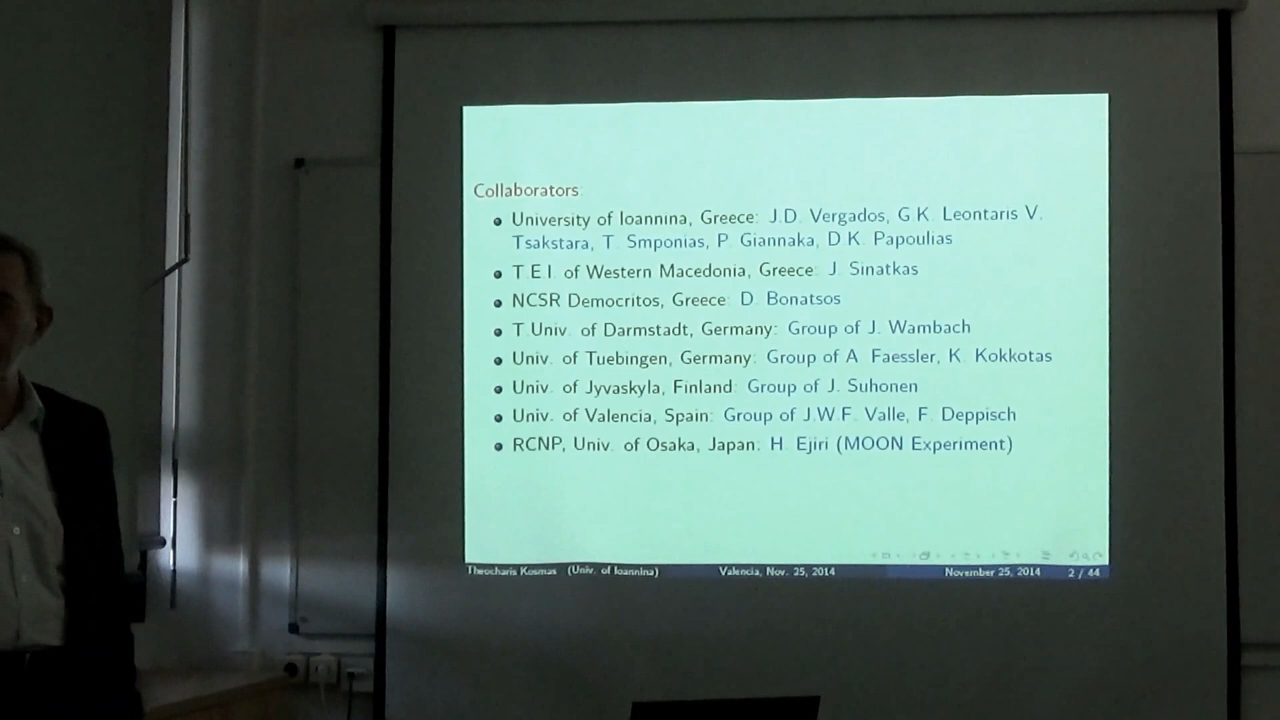 Collaborators:
University of Ioannina, Greece: J.D. Vergados, G.K. Leontaris V.
Tsakstara, T. Smponias, P. Giannaka, D.K. Papoulias
T.E.I. of Western Macedonia, Greece: J. Sinatkas
NCSR Democritos, Greece: D. Bonatsos
T.Univ. of Darmstadt, Germany: Group of J. Wambach
Univ. of Tuebingen, Germany: Group of A. Faessler, K. Kokkotas
Univ. of Jyvaskyla, Finland: Group of J. Suhonen
Univ. of Valencia, Spain: Group of J.W.F. Valle, F. Deppisch
RCNP, Univ. of Osaka, Japan: H. Ejiri (MOON Experiment)
Theocharis Kosmas (Univ. of Ioannina) Valencia, Nov. 25, 2014 November 25, 2014 2 / 44